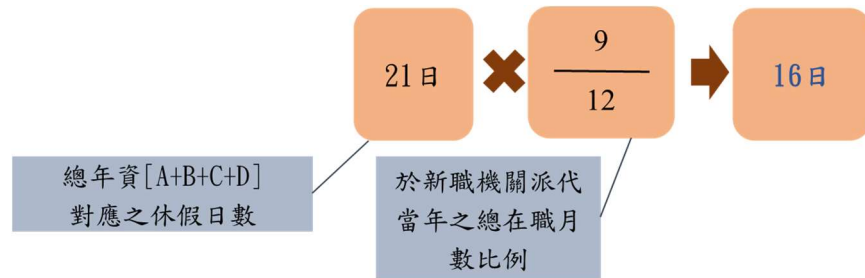 21日
9
12
16日
總年資[A+B+C+D]
對應之休假日數
於新職機關派代
當年之總在職月
數比例